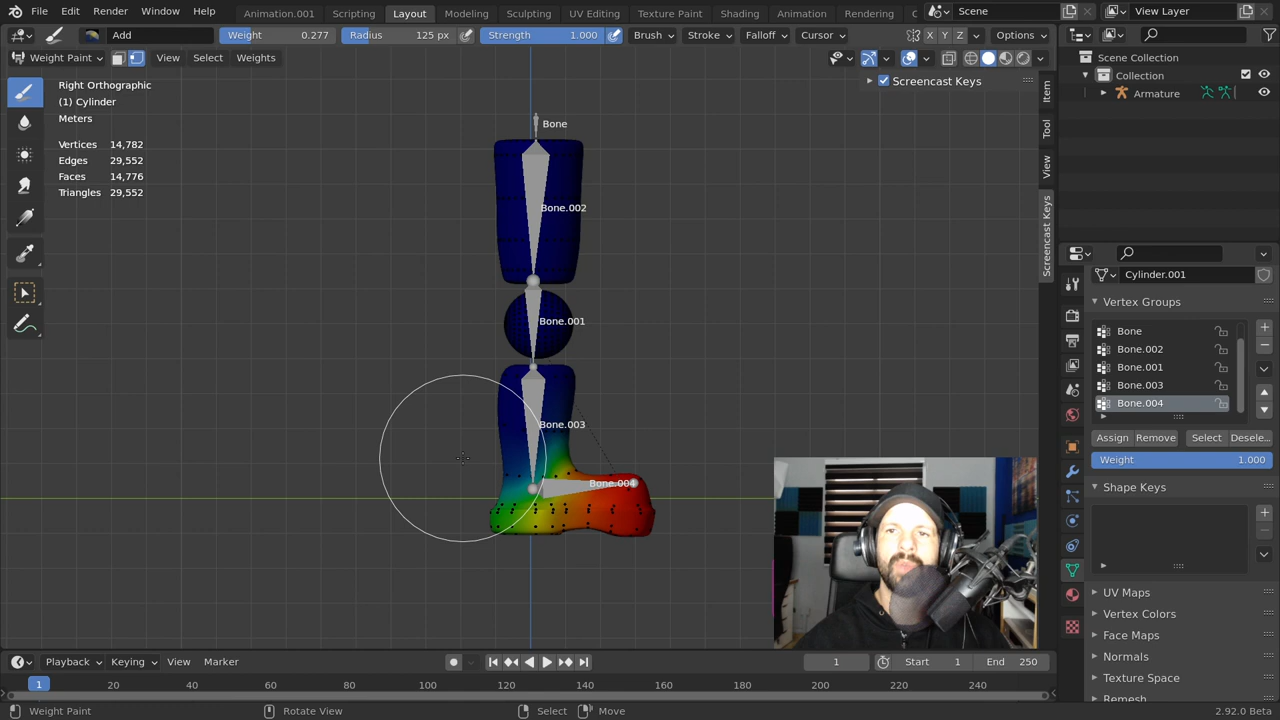 File Edit Render Window Help Animation.001 Scripting Layout Modeling Sculpting UV Editing Texture Paint Shading Animation Rendering C Scene View Layer
Add Weight 0.277 Radius 125 px Strength 1.000 Brush Stroke Falloff Cursor X Y Z Options
Weight Paint View Select Weights
Right Orthographic
(1) Cylinder
Meters
Vertices 14,782
Edges 29,552
Faces 14,776
Triangles 29,552
Screencast Keys
Item
Tool
View
Screencast Keys
Bone
Bone.002
Bone.001
Bone.003
Bone.004
Scene Collection
Collection
Armature
Cylinder.001
Vertex Groups
Bone
Bone.002
Bone.001
Bone.003
Bone.004
Assign Remove Select Desele...
Weight 1.000
Shape Keys
UV Maps
Vertex Colors
Face Maps
Normals
Texture Space
Remesh
Playback Keying View Marker 1 Start 1 End 250
1 20 40 60 80 100 120 140 160 180 200 220 240
Weight Paint Rotate View Select Move 2.92.0 Beta